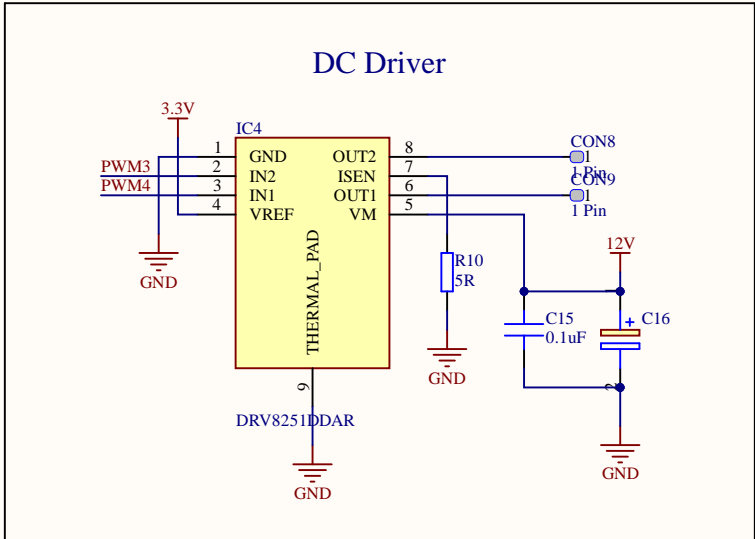 DC Driver
3.3V
IC4
1 GND OUT2 8
PWM3 2 IN2 ISEN 7
PWM4 3 IN1 OUT1 6
4 VREF VM 5
THERMAL_PAD
9
DRV8251DDAR
GND
GND
CON8
1
1 Pin
CON9
1
1 Pin
R10
5R
GND
12V
C15
0.1uF
1
+ C16
2
GND